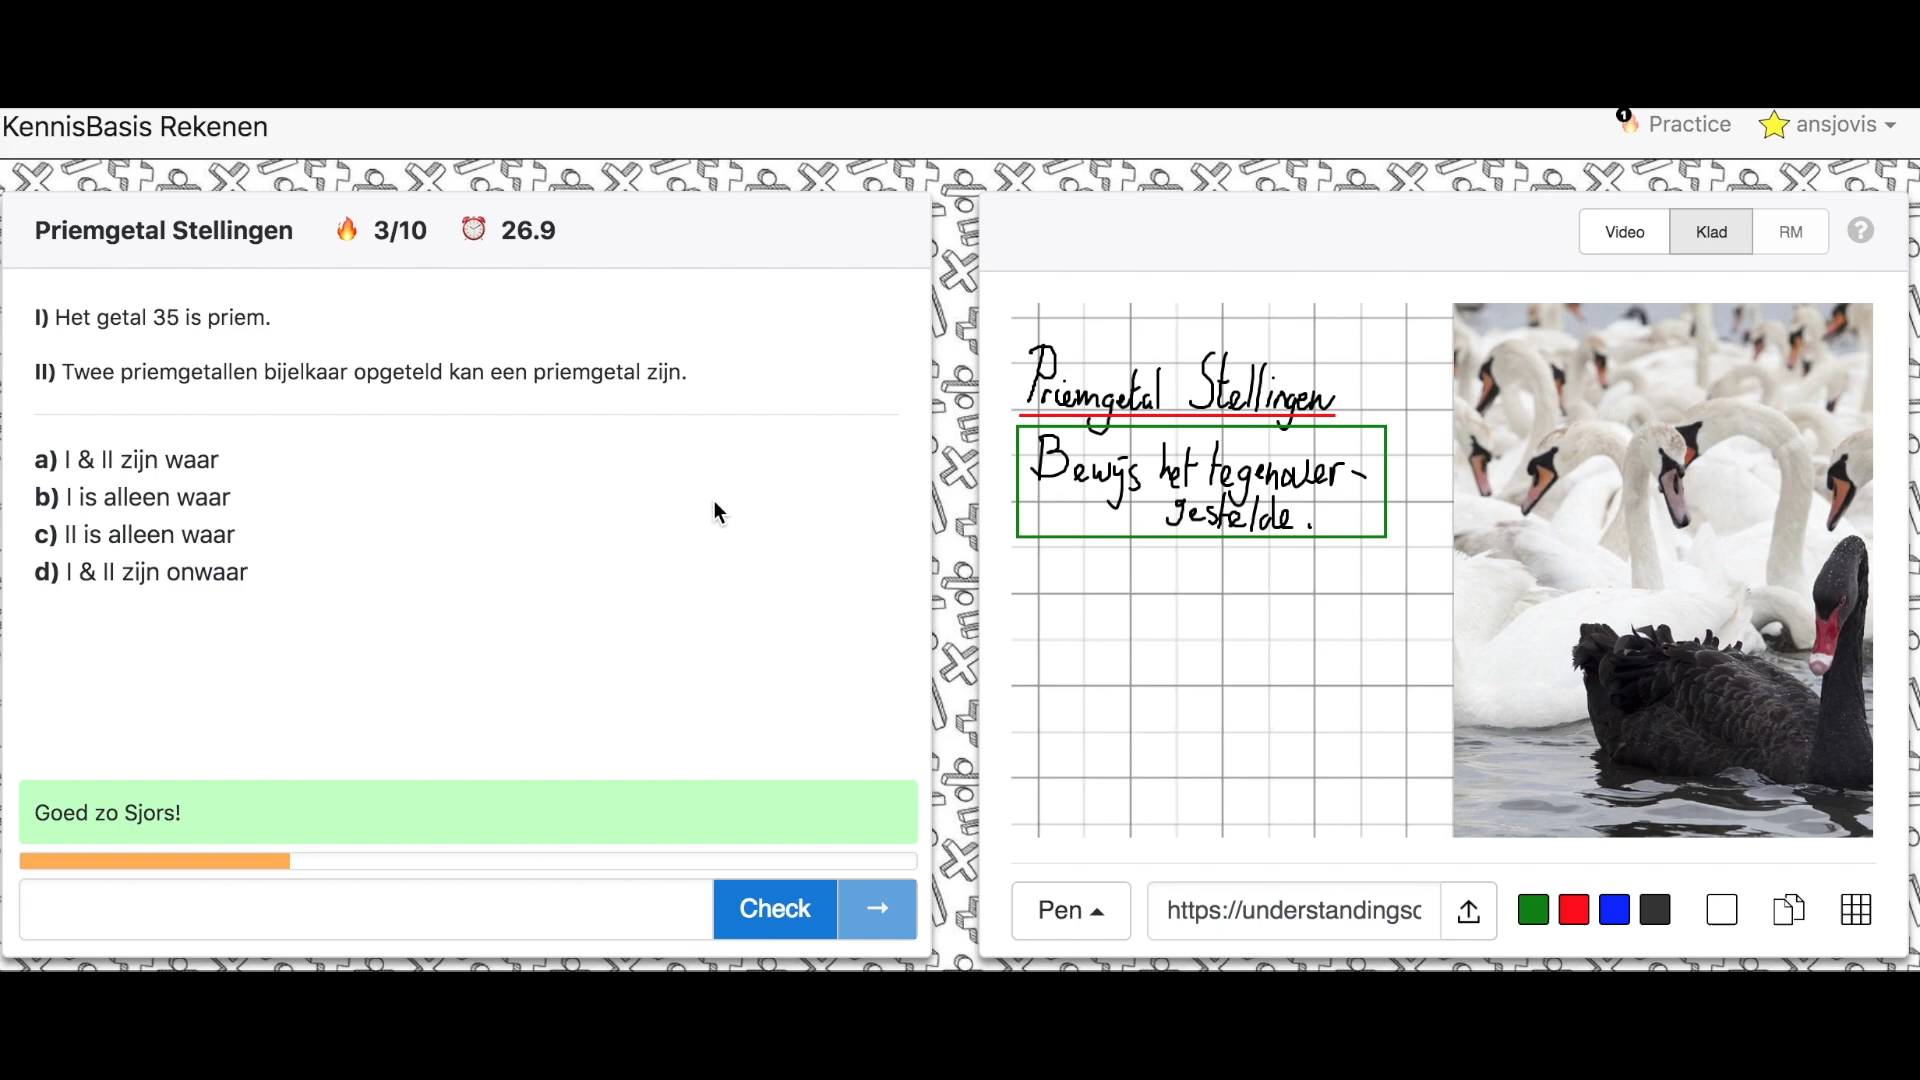 KennisBasis Rekenen
1 Practice ansjovis
Priemgetal Stellingen 3/10 26.9
I) Het getal 35 is priem.
II) Twee priemgetallen bijelkaar opgeteld kan een priemgetal zijn.
a) I & II zijn waar
b) I is alleen waar
c) II is alleen waar
d) I & II zijn onwaar
Goed zo Sjors!
Check →
Video Klad RM ?
Priemgetal Stellingen
Bewijs het tegenover-
gestelde.
Pen https://understandingsc